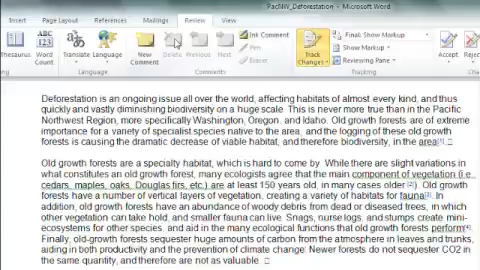 PacNW_Deforestation - Microsoft Word
Insert Page Layout References Mailings Review View
Thesaurus Word Count Translate Language New Comment Delete Previous Next Ink Comment Pen Eraser Track Changes Final: Show Markup Show Markup Reviewing Pane Accept Reject
Language Comments Tracking
Deforestation is an ongoing issue all over the world, affecting habitats of almost every kind, and thus
quickly and vastly diminishing biodiversity on a huge scale. This is never more true than in the Pacific
Northwest Region, more specifically Washington, Oregon, and Idaho. Old growth forests are of extreme
importance for a variety of specialist species native to the area, and the logging of these old growth
forests is causing the dramatic decrease of viable habitat, and therefore biodiversity, in the area[1].
Old growth forests are a specialty habitat, which is hard to come by. While there are slight variations in
what constitutes an old growth forest, many ecologists agree that the main component of vegetation (i.e.
cedars, maples, oaks, Douglas firs, etc.) are at least 150 years old, in many cases older [2]. Old growth
forests have a number of vertical layers of vegetation, creating a variety of habitats for fauna[3]. In
addition, old growth forests have an abundance of woody debris from dead or diseased trees, in which
other vegetation can take hold, and smaller fauna can live. Snags, nurse logs, and stumps create mini-
ecosystems for other species, and aid in the many ecological functions that old growth forests perform[4].
Finally, old-growth forests sequester huge amounts of carbon from the atmosphere in leaves and trunks,
aiding in both productivity and the prevention of climate change. Newer forests do not sequester CO2 in
the same quantity, and therefore are not as valuable.